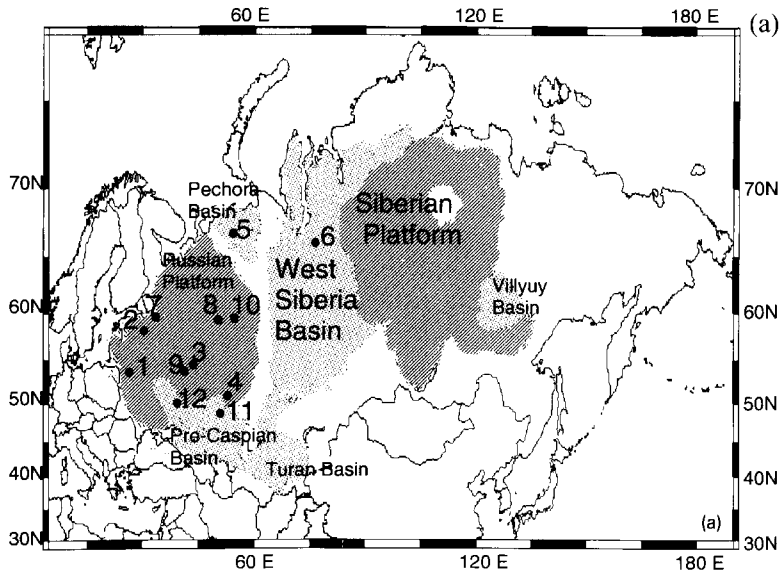 60 E 120 E 180 E (a)
70N 70N
Pechora
Basin
5
6
Siberian
Platform
Russian
Platform
West
Siberia
Basin
Villyuy
Basin
60N 60N
2 7 8 10
1 9 3
12 4
11
50N 50N
Pre-Caspian
Basin
Turan Basin
40N 40N
(a)
30N 30N
60 E 120 E 180 E